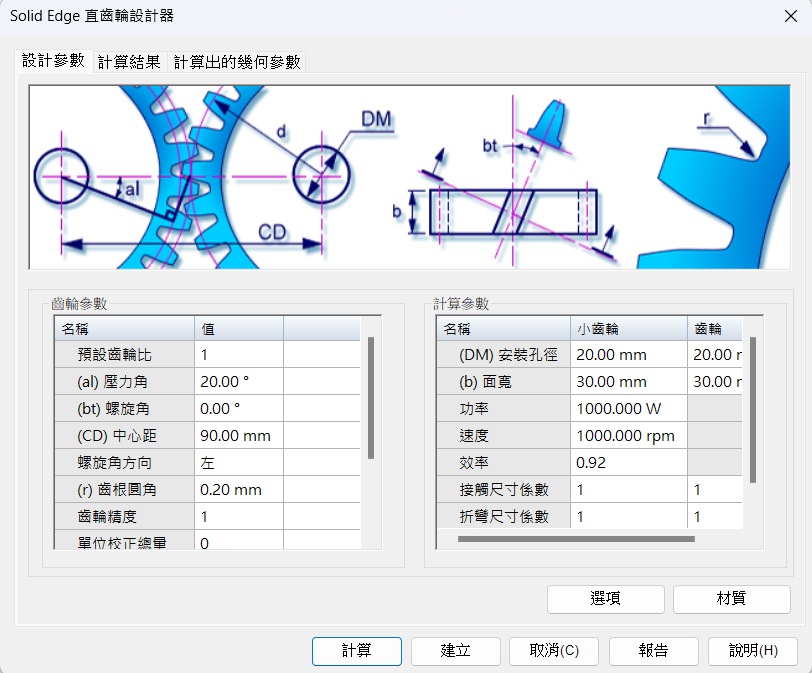 Solid Edge 直齒輪設計器
設計參數 計算結果 計算出的幾何參數
d DM al CD
bt b
r
齒輪參數
名稱 值
預設齒輪比 1
(al) 壓力角 20.00 °
(bt) 螺旋角 0.00 °
(CD) 中心距 90.00 mm
螺旋角方向 左
(r) 齒根圓角 0.20 mm
齒輪精度 1
單位校正總量 0
計算參數
名稱 小齒輪 齒輪
(DM) 安裝孔徑 20.00 mm 20.00
(b) 面寬 30.00 mm 30.00
功率 1000.000 W
速度 1000.000 rpm
效率 0.92
接觸尺寸係數 1 1
折彎尺寸係數 1 1
選項 材質
計算 建立 取消(C) 報告 說明(H)